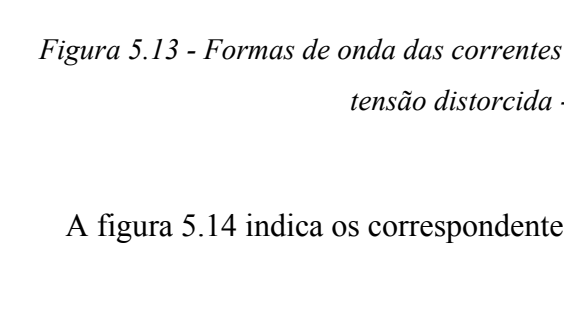 Figura 5.13 - Formas de onda das correntes
tensão distorcida -
A figura 5.14 indica os correspondente